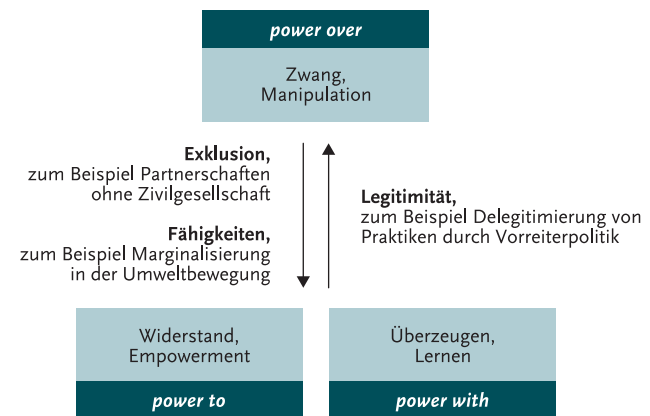 power over
Zwang,
Manipulation
Exklusion,
zum Beispiel Partnerschaften
ohne Zivilgesellschaft
Fähigkeiten,
zum Beispiel Marginalisierung
in der Umweltbewegung
Legitimität,
zum Beispiel Delegitimierung von
Praktiken durch Vorreiterpolitik
Widerstand,
Empowerment
power to
Überzeugen,
Lernen
power with